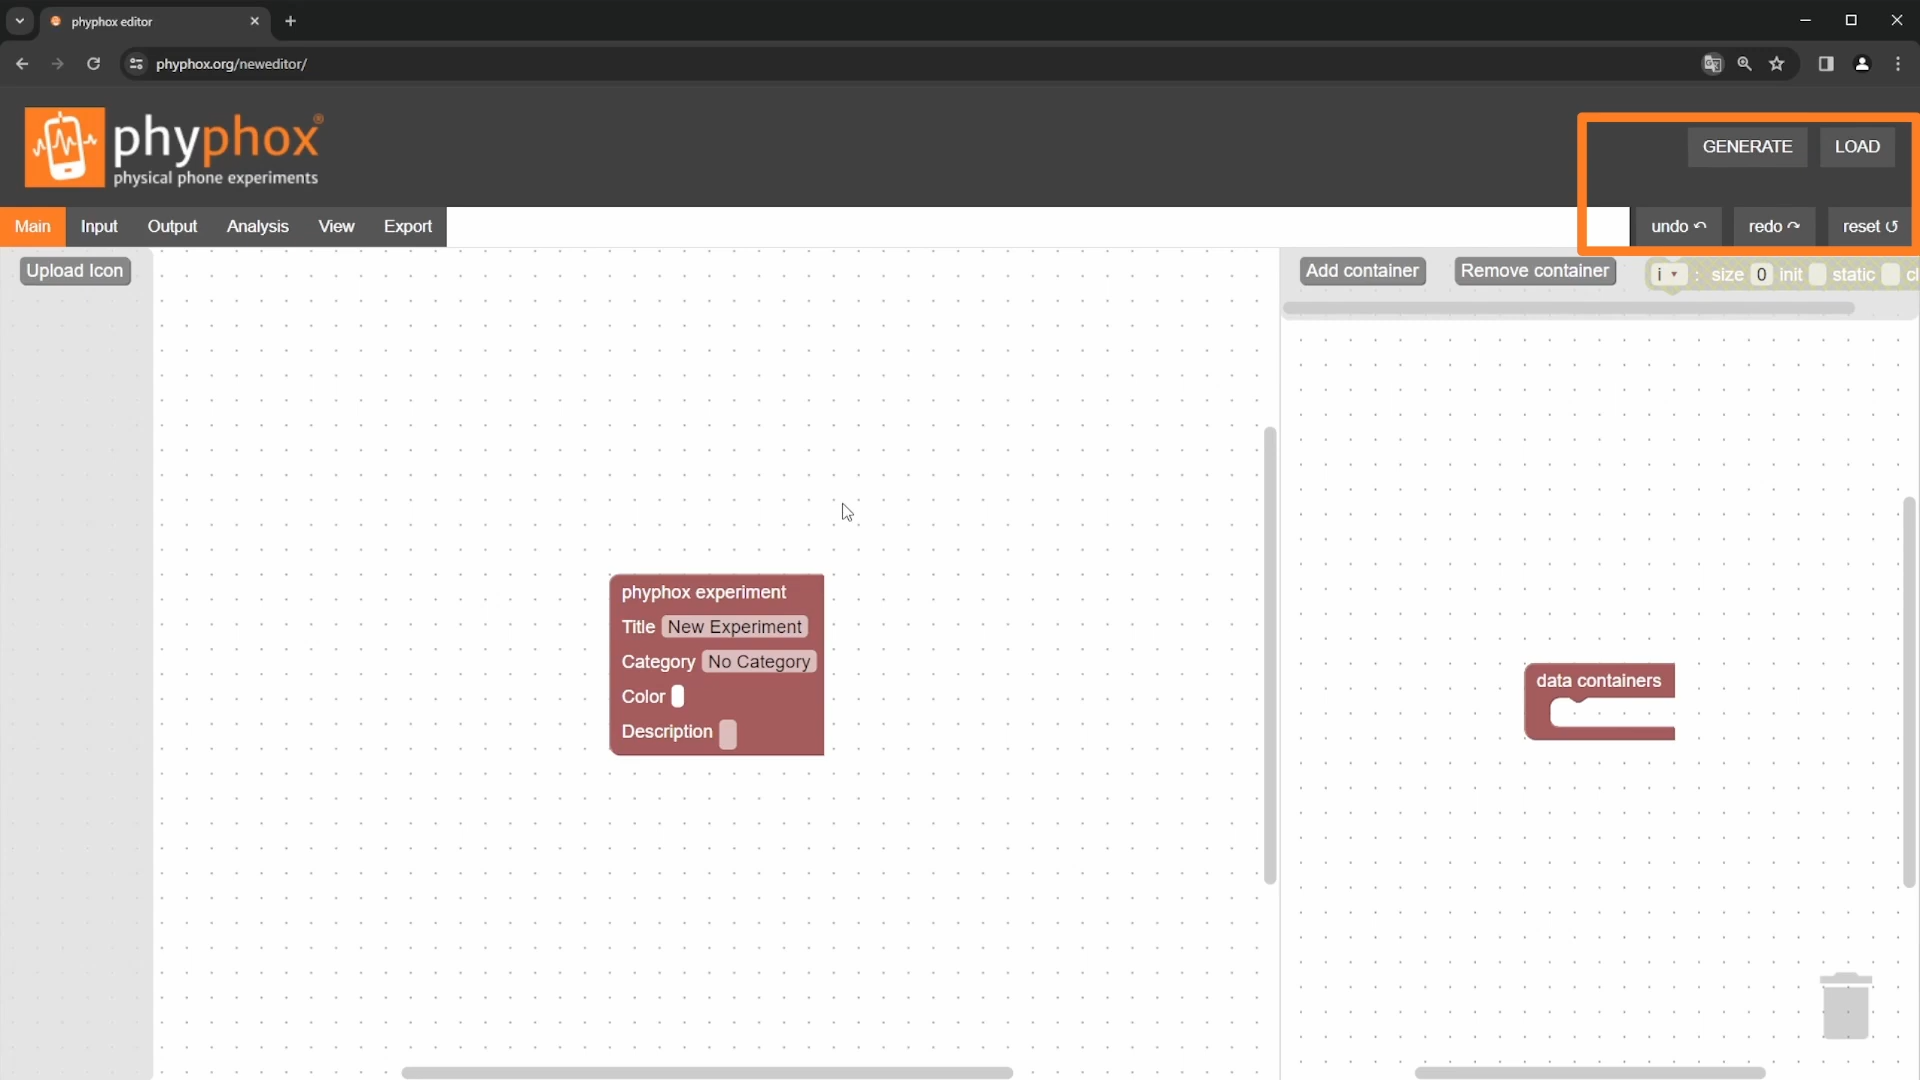 phyphox editor
phyphox.org/neweditor/
phyphox®
physical phone experiments
GENERATE LOAD
Main Input Output Analysis View Export
undo ↶ redo ↷ reset ↺
Upload Icon
Add container Remove container i : size 0 init static cl
phyphox experiment
Title New Experiment
Category No Category
Color
Description
data containers